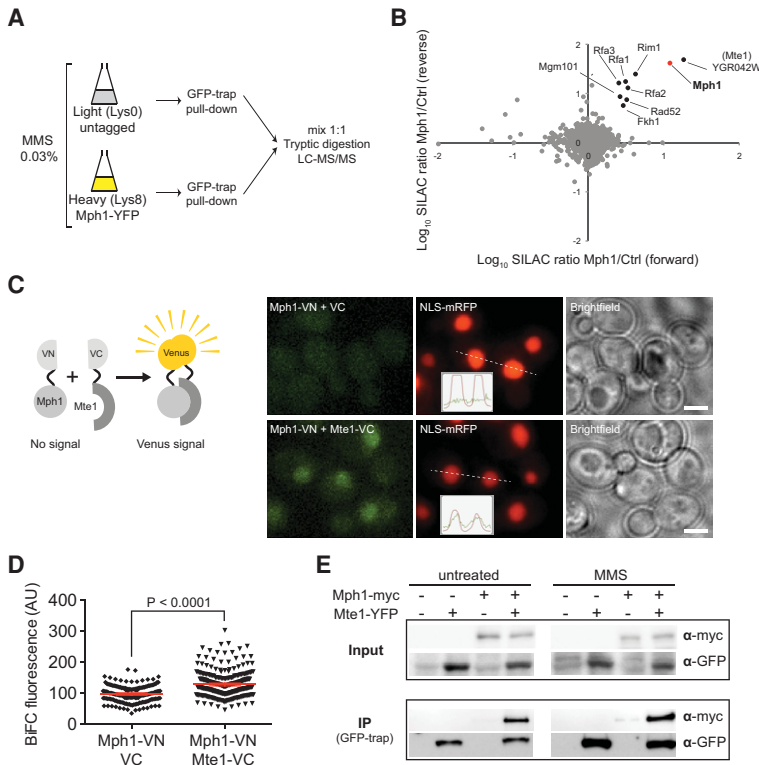 A
MMS
0.03%
Light (Lys0)
untagged
Heavy (Lys8)
Mph1-YFP
GFP-trap
pull-down
GFP-trap
pull-down
mix 1:1
Tryptic digestion
LC-MS/MS
B
Log10 SILAC ratio Mph1/Ctrl (reverse)
2
1
0
-1
-2
-2
-1
0
1
2
Rfa3
Rfa1
Rim1
(Mte1)
YGR042W
Mgm101
Mph1
Rfa2
Rad52
Fkh1
Log10 SILAC ratio Mph1/Ctrl (forward)
C
VN
VC
Venus
Mph1
Mte1
No signal
Venus signal
Mph1-VN + VC
NLS-mRFP
Brightfield
Mph1-VN + Mte1-VC
NLS-mRFP
Brightfield
D
BiFC fluorescence (AU)
400
300
200
100
0
P < 0.0001
Mph1-VN
VC
Mph1-VN
Mte1-VC
E
untreated
MMS
Mph1-myc - - + + - - + +
Mte1-YFP - + - + - + - +
Input
α-myc
α-GFP
IP
(GFP-trap)
α-myc
α-GFP